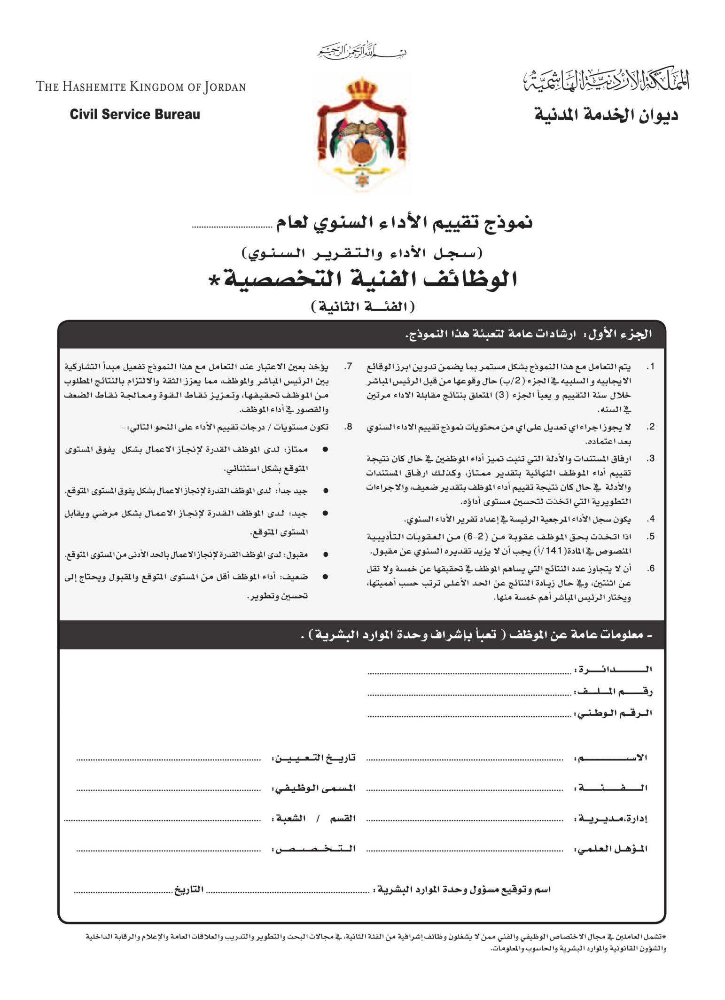 بسم الله الرحمن الرحيم
المملكة الأردنية الهاشمية
THE HASHEMITE KINGDOM OF JORDAN
ديوان الخدمة المدنية
Civil Service Bureau
نموذج تقييم الأداء السنوي لعام ................................
(سجل الأداء والتقرير السنوي)
الوظائف الفنية التخصصية*
(الفئة الثانية)
الجزء الأول: ارشادات عامة لتعبئة هذا النموذج.
1. يتم التعامل مع هذا النموذج بشكل مستمر بما يضمن تدوين ابرز الوقائع
الايجابيه و السلبيه في الجزء (2/ب) حال وقوعها من قبل الرئيس المباشر
خلال سنة التقييم و يعبأ الجزء (3) المتعلق بنتائج مقابلة الاداء مرتين
في السنه.
2. لا يجوز اجراء اي تعديل على اي من محتويات نموذج تقييم الاداء السنوي
بعد اعتماده.
3. ارفاق المستندات والأدلة التي تثبت تميز أداء الموظفين في حال كان نتيجة
تقييم أداء الموظف النهائية بتقدير ممتاز، وكذلك ارفاق المستندات
والأدلة في حال كان نتيجة تقييم أداء الموظف بتقدير ضعيف، والاجراءات
التطويرية التي اتخذت لتحسين مستوى أداؤه.
4. يكون سجل الأداء المرجعية الرئيسة في إعداد تقرير الأداء السنوي.
5. اذا اتخذت بحق الموظف عقوبة من (2-6) من العقوبات التأديبية
المنصوص في المادة(141/أ) يجب أن لا يزيد تقديره السنوي عن مقبول.
6. أن لا يتجاوز عدد النتائج التي يساهم الموظف في تحقيقها عن خمسة ولا تقل
عن اثنتين، وفي حال زيادة النتائج عن الحد الأعلى ترتب حسب أهميتها،
ويختار الرئيس المباشر أهم خمسة منها.
7. يؤخذ بعين الاعتبار عند التعامل مع هذا النموذج تفعيل مبدأ التشاركية
بين الرئيس المباشر والموظف، مما يعزز الثقة والالتزام بالنتائج المطلوب
من الموظف تحقيقها، وتعزيز نقاط القوة ومعالجة نقاط الضعف
والقصور في أداء الموظف.
8. تكون مستويات / درجات تقييم الأداء على النحو التالي:-
● ممتاز: لدى الموظف القدرة لإنجاز الاعمال بشكل يفوق المستوى
المتوقع بشكل استثنائي.
● جيد جداً: لدى الموظف القدرة لإنجاز الاعمال بشكل يفوق المستوى المتوقع.
● جيد: لدى الموظف القدرة لإنجاز الاعمال بشكل مرضي ويقابل
المستوى المتوقع.
● مقبول: لدى الموظف القدرة لإنجاز الاعمال بالحد الأدنى من المستوى المتوقع.
● ضعيف: أداء الموظف أقل من المستوى المتوقع والمقبول ويحتاج إلى
تحسين وتطوير.
- معلومات عامة عن الموظف ( تعبأ بإشراف وحدة الموارد البشرية) .
الدائرة: ................................
رقم الملف: ................................
الرقم الوطني: ................................
الاسم: ................................ تاريخ التعيين: ................................
الفئة: ................................ المسمى الوظيفي: ................................
إدارة،مديرية: ................................ القسم / الشعبة: ................................
المؤهل العلمي: ................................ التخصص: ................................
اسم وتوقيع مسؤول وحدة الموارد البشرية: ................................ التاريخ ................................
*تشمل العاملين في مجال الاختصاص الوظيفي والفني ممن لا يشغلون وظائف إشرافية من الفئة الثانية، في مجالات البحث والتطوير والتدريب والعلاقات العامة والإعلام والرقابة الداخلية
والشؤون القانونية والموارد البشرية والحاسوب والمعلومات.